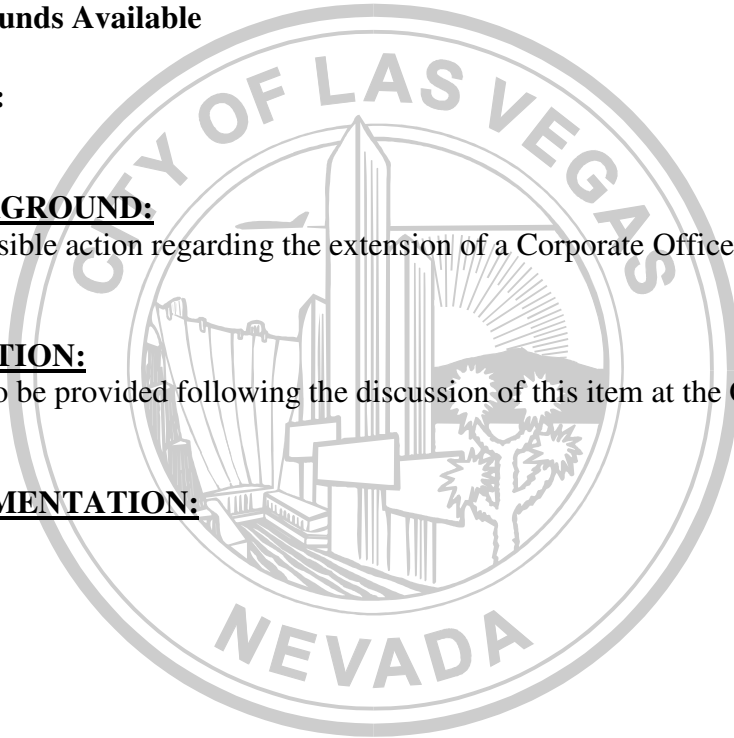 unds Available
:
GROUND:
sible action regarding the extension of a Corporate Office
TION:
o be provided following the discussion of this item at the
MENTATION:
CITY OF LAS VEGAS
NEVADA